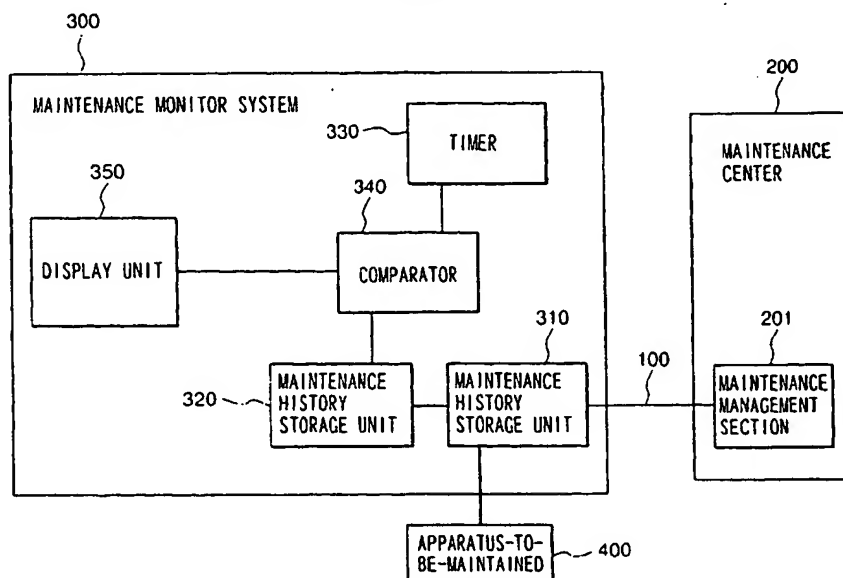 300
200
MAINTENANCE MONITOR SYSTEM
330
TIMER
MAINTENANCE
CENTER
350
340
DISPLAY UNIT
COMPARATOR
310
201
320
MAINTENANCE
HISTORY
STORAGE UNIT
MAINTENANCE
HISTORY
STORAGE UNIT
100
MAINTENANCE
MANAGEMENT
SECTION
APPARATUS-TO-
BE-MAINTAINED
400